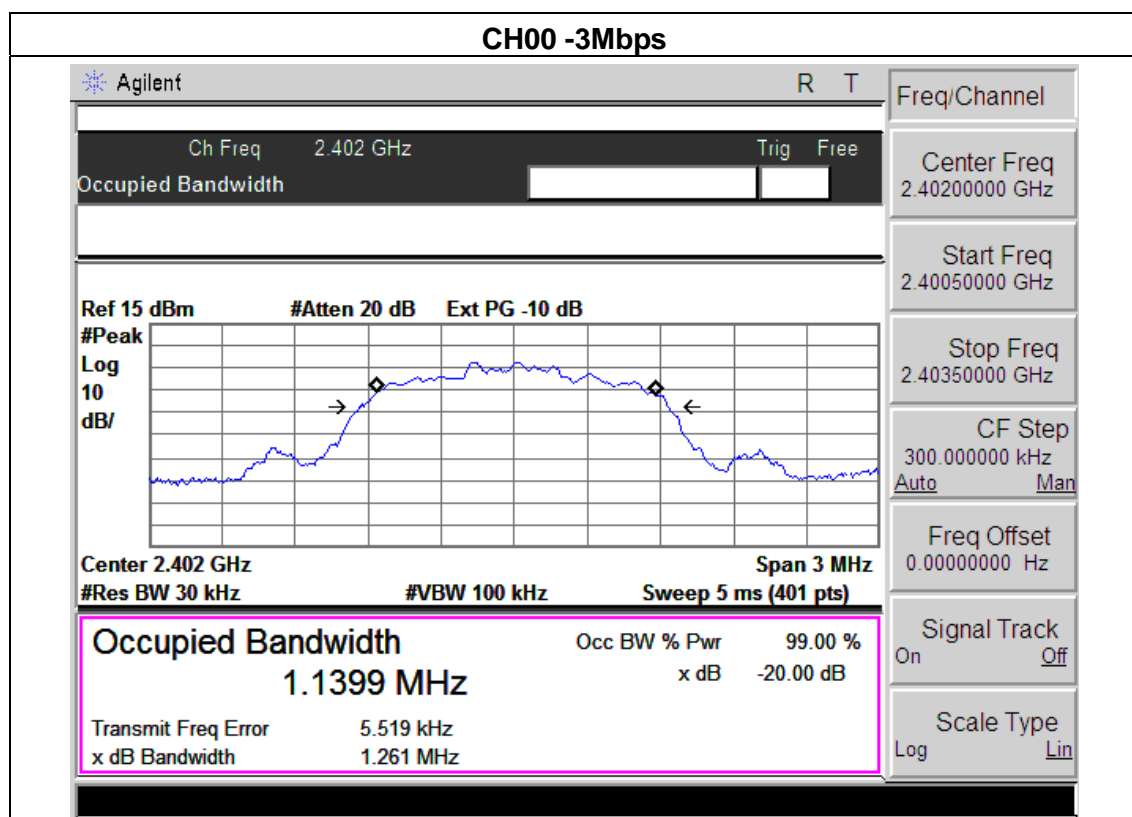 CH00 -3Mbps
Agilent R T
Ch Freq 2.402 GHz Trig Free
Occupied Bandwidth
Ref 15 dBm #Atten 20 dB Ext PG -10 dB
#Peak
Log
10
dB/
Center 2.402 GHz Span 3 MHz
#Res BW 30 kHz #VBW 100 kHz Sweep 5 ms (401 pts)
Occupied Bandwidth Occ BW % Pwr 99.00 %
1.1399 MHz x dB -20.00 dB
Transmit Freq Error 5.519 kHz
x dB Bandwidth 1.261 MHz
Freq/Channel
Center Freq
2.40200000 GHz
Start Freq
2.40050000 GHz
Stop Freq
2.40350000 GHz
CF Step
300.000000 kHz
Auto Man
Freq Offset
0.00000000 Hz
Signal Track
On Off
Scale Type
Log Lin